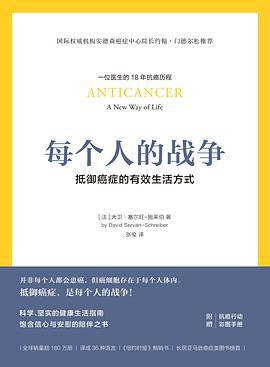 国际权威机构安德森癌症中心院长约翰·门德尔松推荐
一位医生的 18 年抗癌历程
ANTICANCER
A New Way of Life
每个人的战争
抵御癌症的有效生活方式
［法］大卫·塞尔旺-施莱伯 著
by David Servan-Schreiber
张俊 译
并非每个人都会患癌，但癌细胞存在于每个人体内。
抵御癌症，是每个人的战争！
科学、坚实的健康生活指南
饱含信心与安慰的陪伴之书
附赠 抗癌行动
彩图手册
全球销量超 180 万册 ｜ 译成 36 种语言 ｜《纽约时报》畅销书 ｜ 长居亚马逊癌症类图书榜首